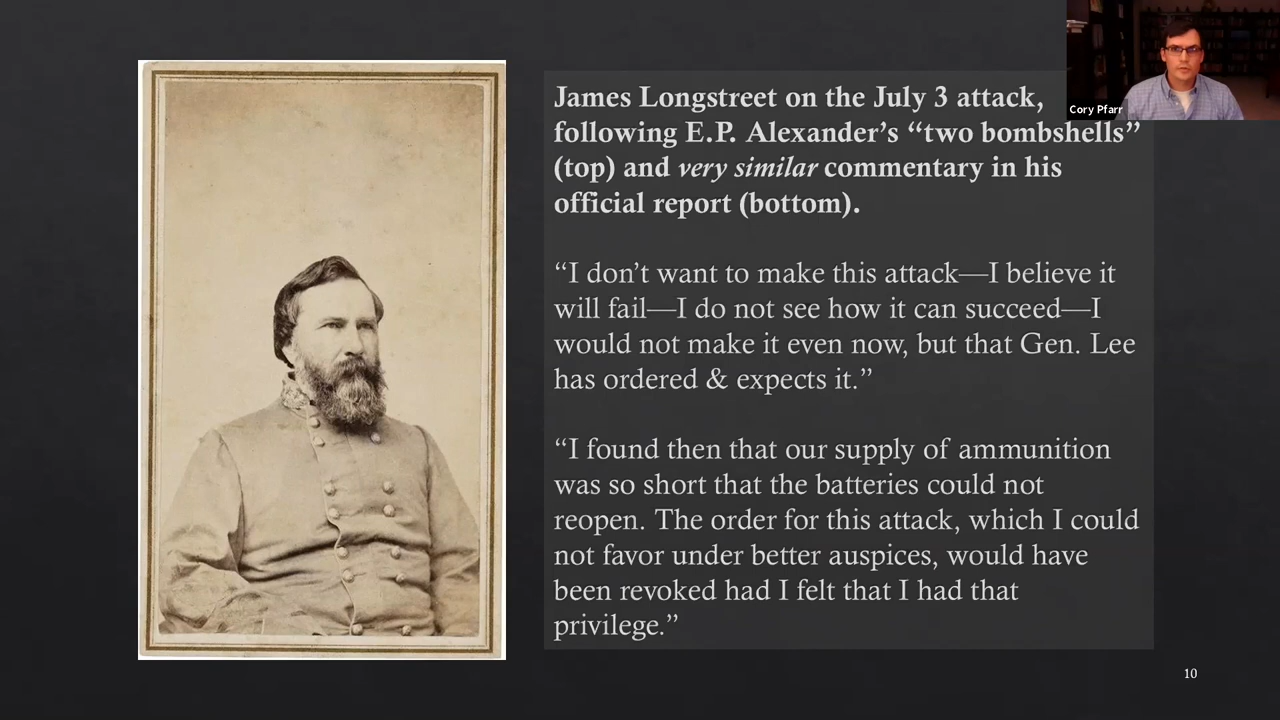 Cory Pfarr
James Longstreet on the July 3 attack,
following E.P. Alexander’s “two bombshells”
(top) and very similar commentary in his
official report (bottom).
“I don’t want to make this attack—I believe it
will fail—I do not see how it can succeed—I
would not make it even now, but that Gen. Lee
has ordered & expects it.”
“I found then that our supply of ammunition
was so short that the batteries could not
reopen. The order for this attack, which I could
not favor under better auspices, would have
been revoked had I felt that I had that
privilege.”
10